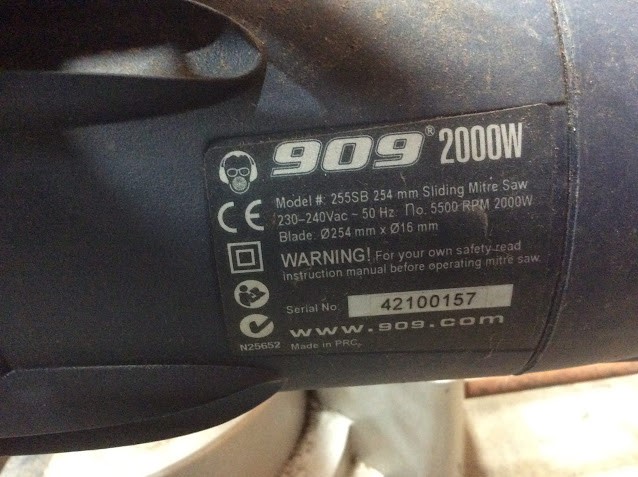 909® 2000W
Model #: 255SB 254 mm Sliding Mitre Saw
230-240Vac ~ 50 Hz no. 5500 RPM 2000W
Blade: Ø254 mm x Ø16 mm
WARNING! For your own safety read
instruction manual before operating mitre saw.
Serial No 42100157
www.909.com
N25652 Made in PRC.
CE